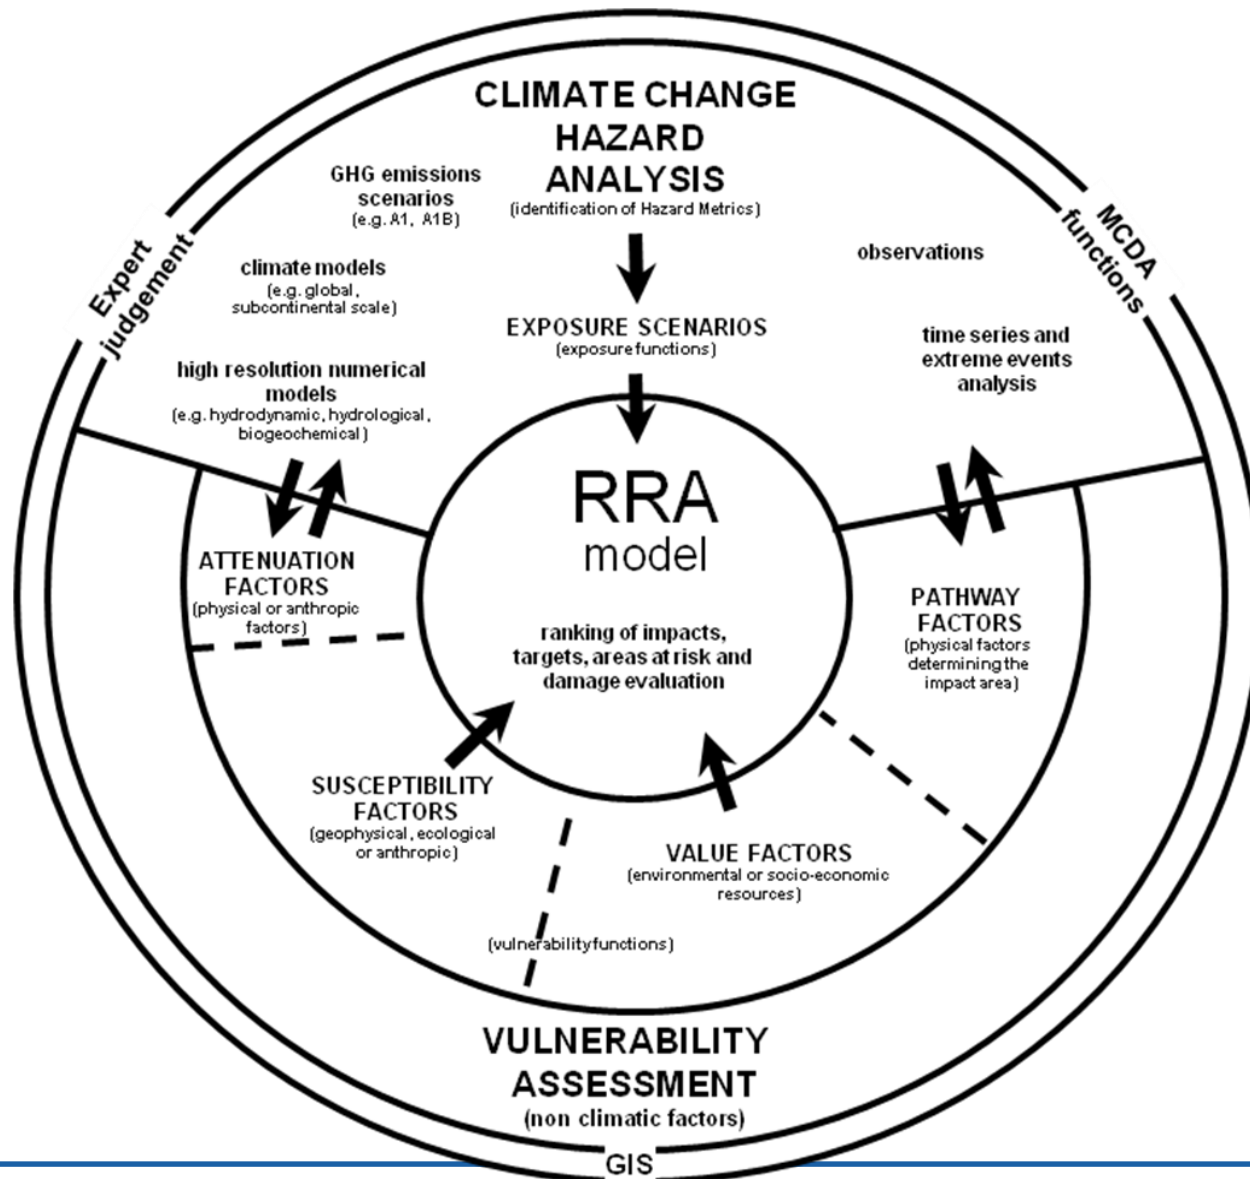 CLIMATE CHANGE
HAZARD
ANALYSIS
(identification of Hazard Metrics)
GHG emissions
scenarios
(e.g. A1, A1B)
Expert
judgement
MCDA
functions
climate models
(e.g. global,
subcontinental scale)
observations
EXPOSURE SCENARIOS
(exposure functions)
time series and
extreme events
analysis
high resolution numerical
models
(e.g. hydrodynamic, hydrological,
biogeochemical)
RRA
model
ranking of impacts,
targets, areas at risk and
damage evaluation
ATTENUATION
FACTORS
(physical or anthropic
factors)
PATHWAY
FACTORS
(physical factors
determining the
impact area)
SUSCEPTIBILITY
FACTORS
(geophysical, ecological
or anthropic)
VALUE FACTORS
(environmental or socio-economic
resources)
(vulnerability functions)
VULNERABILITY
ASSESSMENT
(non climatic factors)
GIS